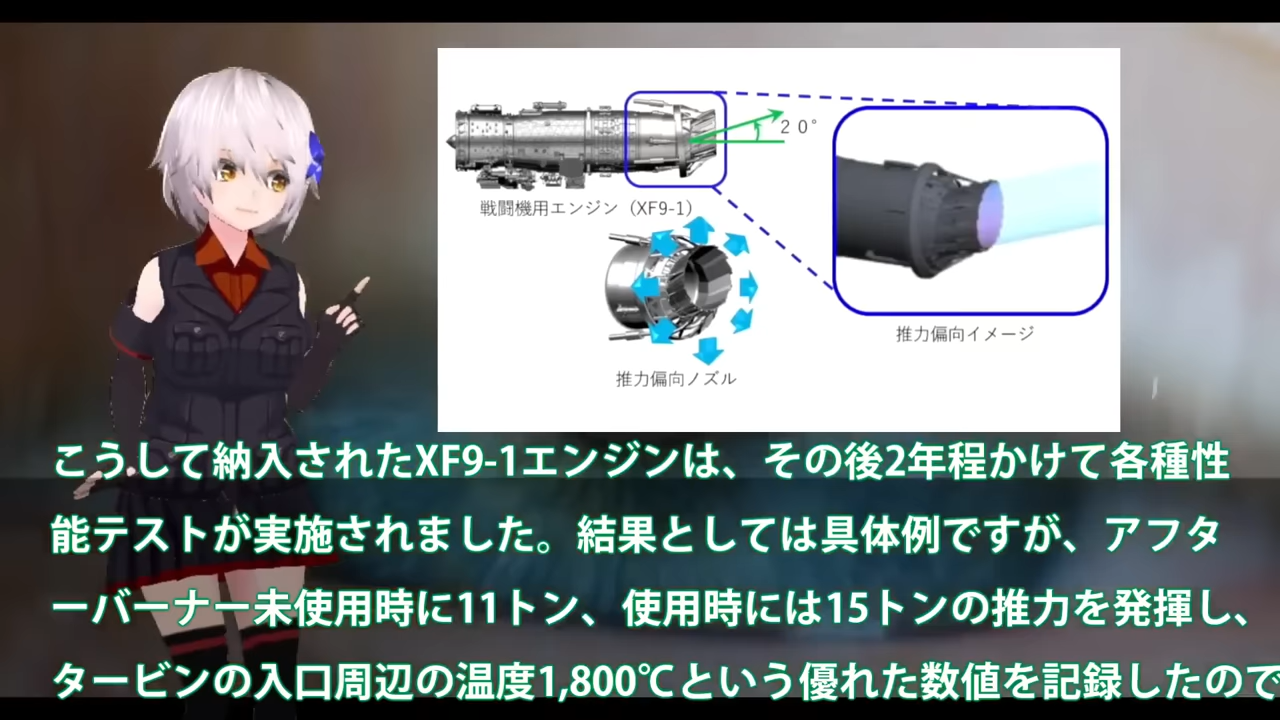 20°
戦闘機用エンジン(XF9-1)
推力偏向イメージ
推力偏向ノズル
こうして納入されたXF9-1エンジンは、その後2年程かけて各種性
能テストが実施されました。結果としては具体例ですが、アフタ
ーバーナー未使用時に11トン、使用時には15トンの推力を発揮し、
タービンの入口周辺の温度1,800℃という優れた数値を記録したので